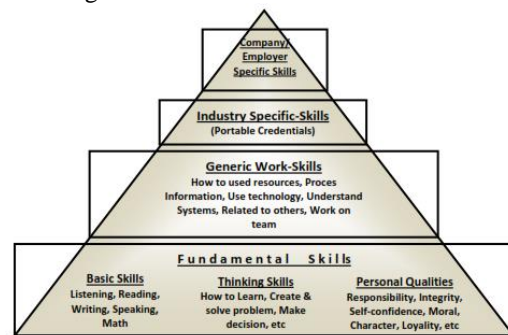 Company/
Employer
Specific Skills
Industry Specific-Skills
(Portable Credentials)
Generic Work-Skills
How to used resources, Proces
Information, Use technology, Understand
Systems, Related to others, Work on
team
Fundamental Skills
Basic Skills
Listening, Reading,
Writing, Speaking,
Math
Thinking Skills
How to Learn, Create &
solve problem, Make
decision, etc
Personal Qualities
Responsibility, Integrity,
Self-confidence, Moral,
Character, Loyality, etc